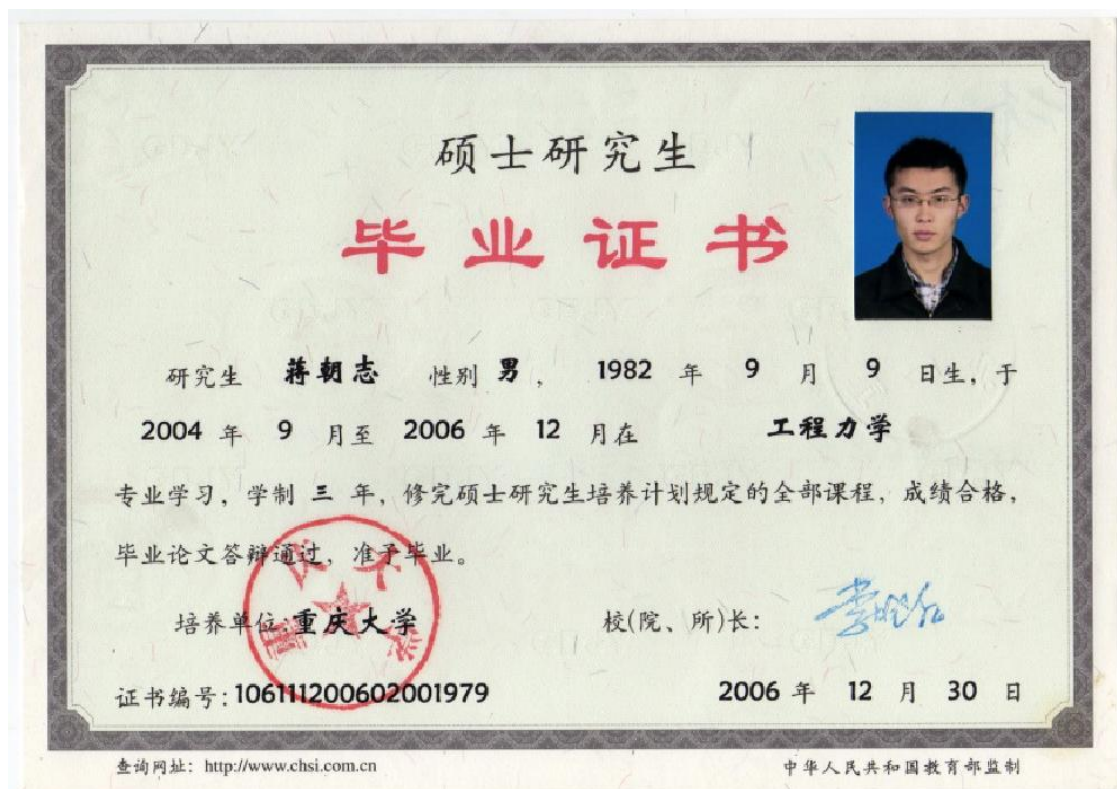 硕士研究生
毕业证书
研究生 蒋朝志 性别 男, 1982 年 9 月 9 日生, 于
2004 年 9 月至 2006 年 12 月在 工程力学
专业学习, 学制 三 年, 修完硕士研究生培养计划规定的全部课程, 成绩合格,
毕业论文答辩通过, 准予毕业。
培养单位:重庆大学 校(院、所)长:
证书编号:106111200602001979 2006 年 12 月 30 日
查询网址: http://www.chsi.com.cn 中华人民共和国教育部监制
重庆大学